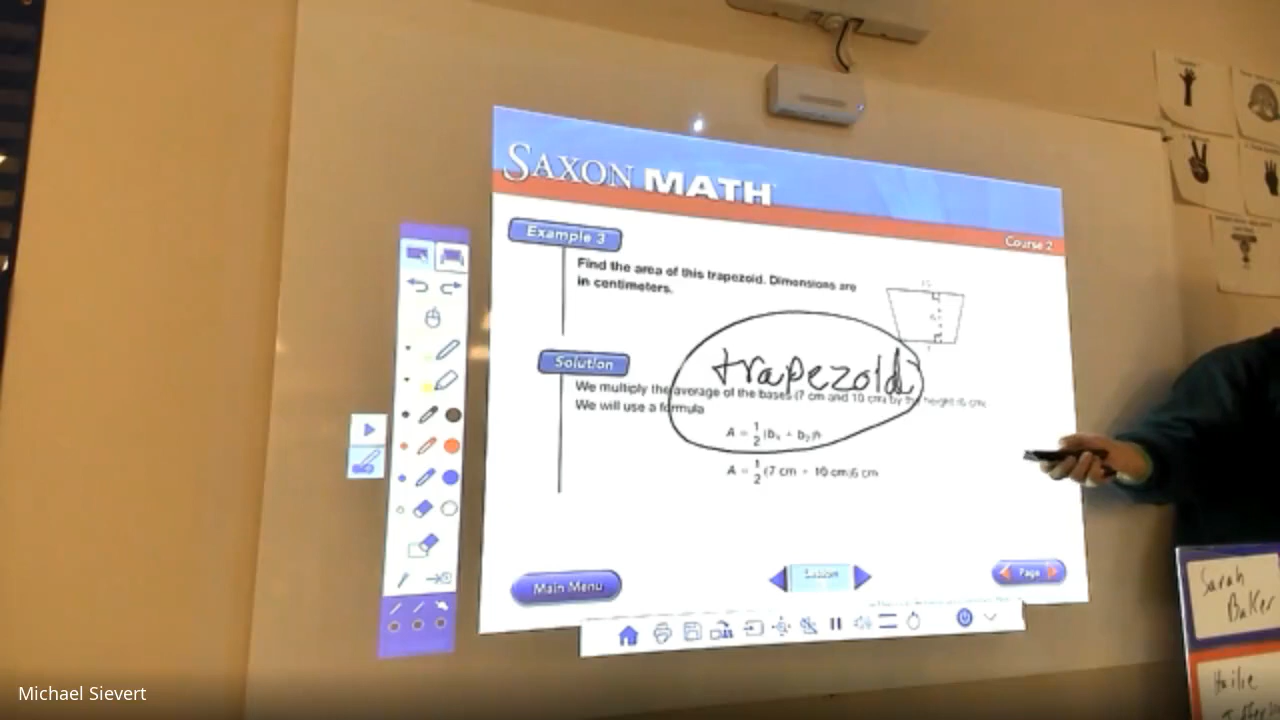 SAXON MATH
Course 2
Example 3
Find the area of this trapezoid. Dimensions are
in centimeters.
trapezoid
Solution
We multiply the average of the bases (7 cm and 10 cm) by the height (6 cm)
We will use a formula
A = 1/2 (b₁ + b₂)h
A = 1/2 (7 cm + 10 cm)6 cm
Main Menu
Lesson
Page
Sarah
Baker
Hailie
Michael Sievert